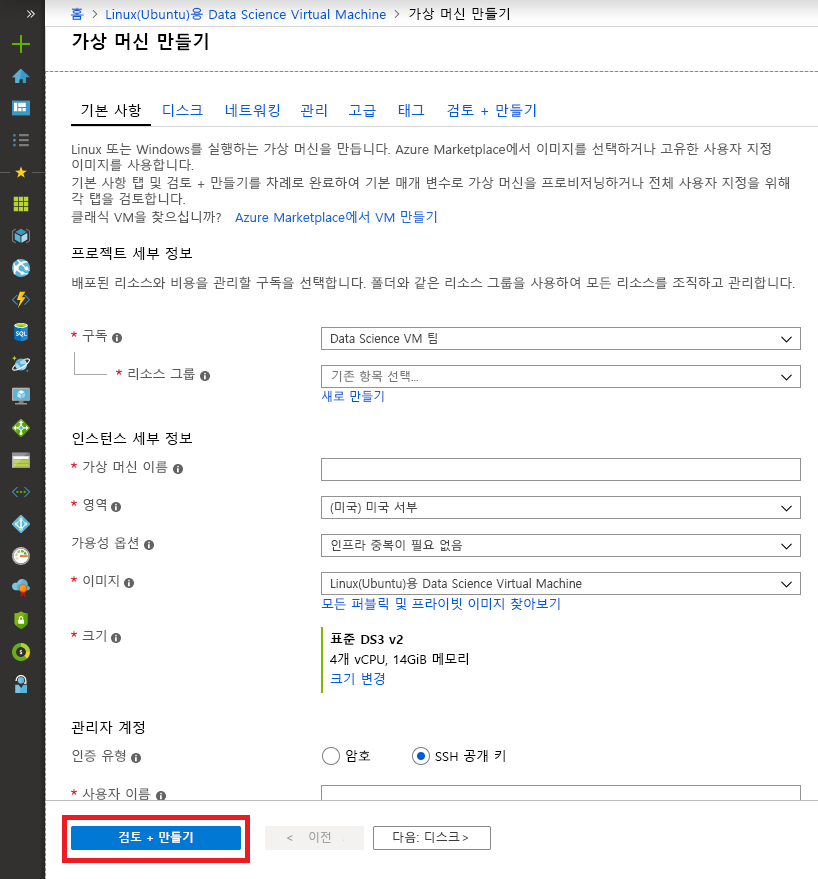 »
홈 > Linux(Ubuntu)용 Data Science Virtual Machine > 가상 머신 만들기
가상 머신 만들기
기본 사항 디스크 네트워킹 관리 고급 태그 검토 + 만들기
Linux 또는 Windows를 실행하는 가상 머신을 만듭니다. Azure Marketplace에서 이미지를 선택하거나 고유한 사용자 지정
이미지를 사용합니다.
기본 사항 탭 및 검토 + 만들기를 차례로 완료하여 기본 매개 변수로 가상 머신을 프로비저닝하거나 전체 사용자 지정을 위해
각 탭을 검토합니다.
클래식 VM을 찾으십니까? Azure Marketplace에서 VM 만들기
프로젝트 세부 정보
배포된 리소스와 비용을 관리할 구독을 선택합니다. 폴더와 같은 리소스 그룹을 사용하여 모든 리소스를 조직하고 관리합니다.
* 구독 Data Science VM 팀
* 리소스 그룹 기존 항목 선택...
새로 만들기
인스턴스 세부 정보
* 가상 머신 이름
* 영역 (미국) 미국 서부
가용성 옵션 인프라 중복이 필요 없음
* 이미지 Linux(Ubuntu)용 Data Science Virtual Machine
모든 퍼블릭 및 프라이빗 이미지 찾아보기
* 크기 표준 DS3 v2
4개 vCPU, 14GiB 메모리
크기 변경
관리자 계정
인증 유형 암호 SSH 공개 키
* 사용자 이름
검토 + 만들기 < 이전 다음: 디스크>
SQL